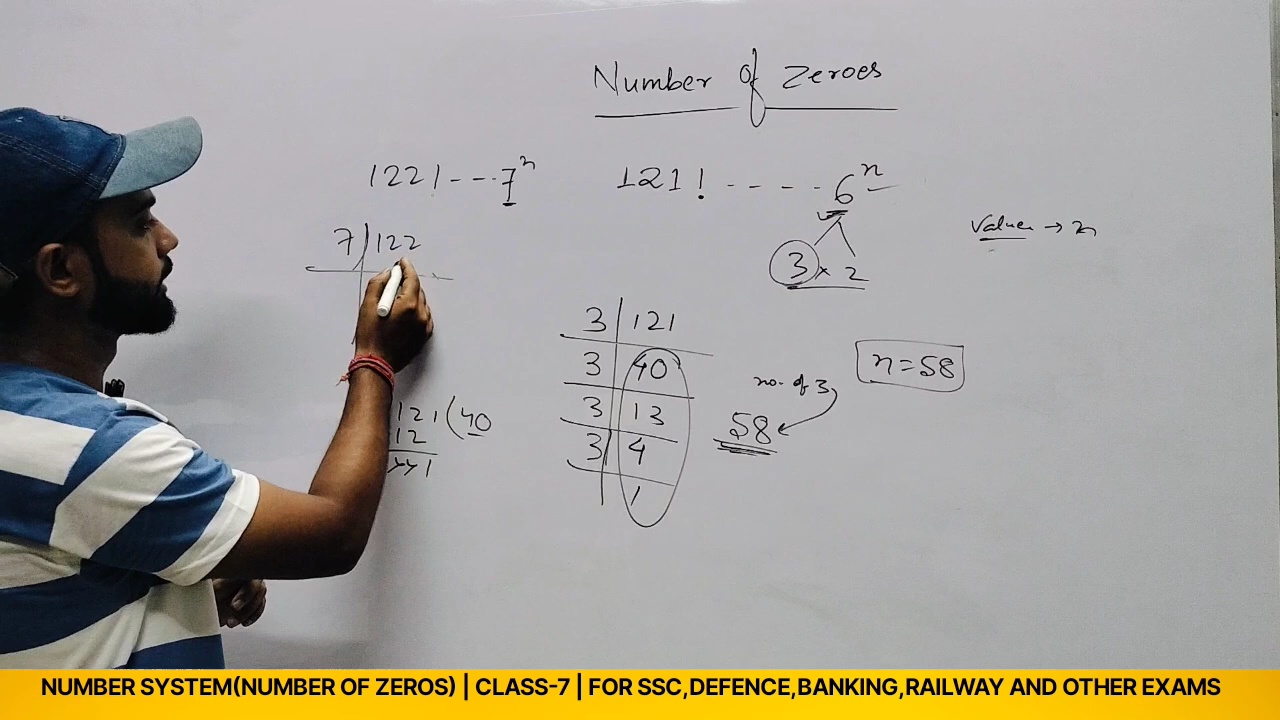 Number of Zeroes
122!---7ⁿ
121!----6ⁿ
Value → n
7 122
3 × 2
3 121
3 40
3 13
3 4
1
121(40
12
××1
no. of 3
58
n=58
NUMBER SYSTEM(NUMBER OF ZEROS) | CLASS-7 | FOR SSC,DEFENCE,BANKING,RAILWAY AND OTHER EXAMS